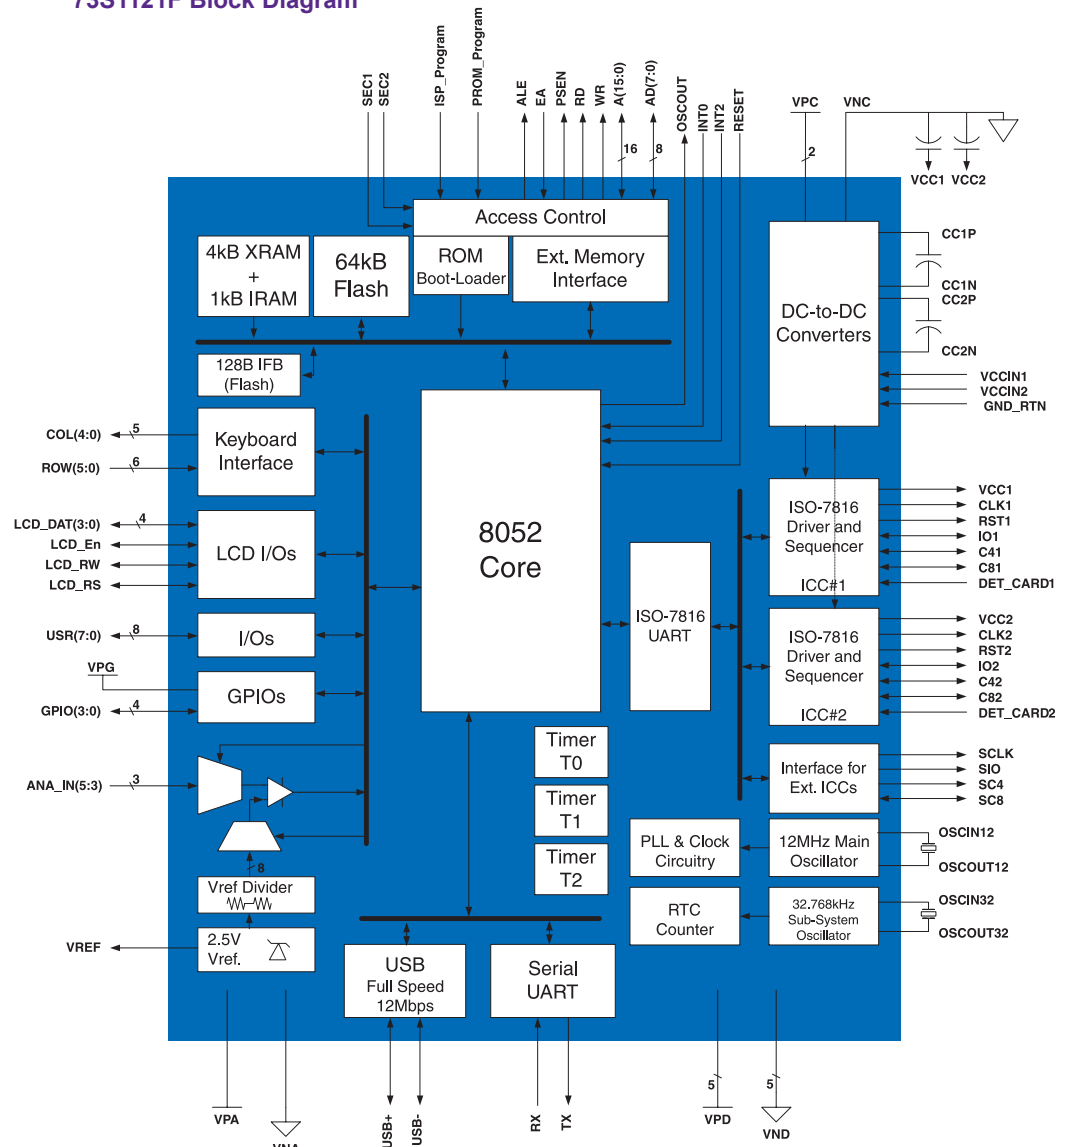 73S1121F Block Diagram
SEC1
SEC2
ISP_Program
PROM_Program
ALE
EA
PSEN
RD
WR
A(15:0)
AD(7:0)
OSCOUT
INT0
INT2
RESET
16
8
VPC
VNC
2
VCC1
VCC2
Access Control
4kB XRAM
+
1kB IRAM
64kB
Flash
ROM
Boot-Loader
Ext. Memory
Interface
128B IFB
(Flash)
DC-to-DC
Converters
CC1P
CC1N
CC2P
CC2N
VCCIN1
VCCIN2
GND_RTN
COL(4:0)
5
ROW(5:0)
6
Keyboard
Interface
LCD_DAT(3:0)
4
LCD_En
LCD_RW
LCD_RS
LCD I/Os
USR(7:0)
8
I/Os
VPG
GPIO(3:0)
4
GPIOs
8052
Core
ISO-7816
UART
ISO-7816
Driver and
Sequencer
ICC#1
VCC1
CLK1
RST1
IO1
C41
C81
DET_CARD1
ISO-7816
Driver and
Sequencer
ICC#2
VCC2
CLK2
RST2
IO2
C42
C82
DET_CARD2
Interface for
Ext. ICCs
SCLK
SIO
SC4
SC8
ANA_IN(5:3)
3
8
Vref Divider
2.5V
Vref.
VREF
Timer
T0
Timer
T1
Timer
T2
PLL & Clock
Circuitry
12MHz Main
Oscillator
OSCIN12
OSCOUT12
RTC
Counter
32.768kHz
Sub-System
Oscillator
OSCIN32
OSCOUT32
USB
Full Speed
12Mbps
Serial
UART
VPA
VNA
USB+
USB-
RX
TX
5
VPD
5
VND